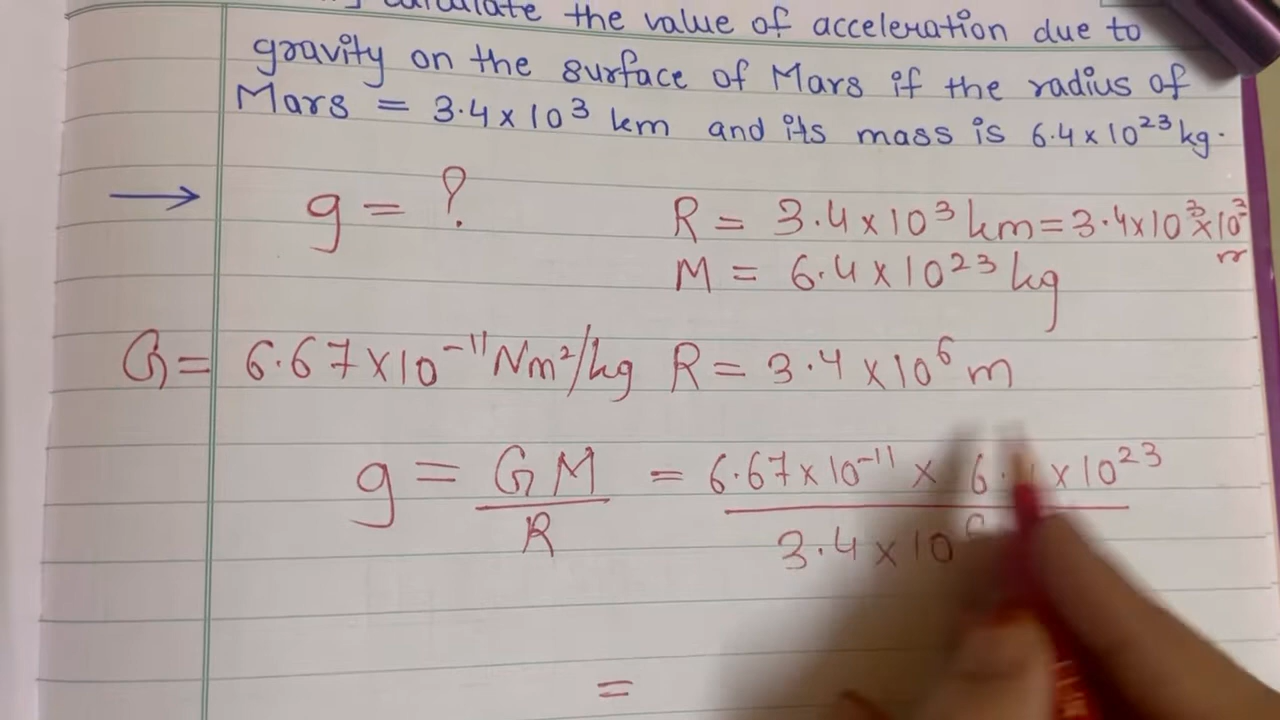 calculate the value of acceleration due to
gravity on the surface of Mars if the radius of
Mars = 3.4×10³ km and its mass is 6.4×10²³ kg.
→ g = ? R = 3.4×10³ km = 3.4×10³×10³
m
M = 6.4×10²³ kg
G = 6.67×10⁻¹¹ Nm²/kg R = 3.4×10⁶ m
g = GM = 6.67×10⁻¹¹ × 6. ×10²³
R 3.4×10⁶
=